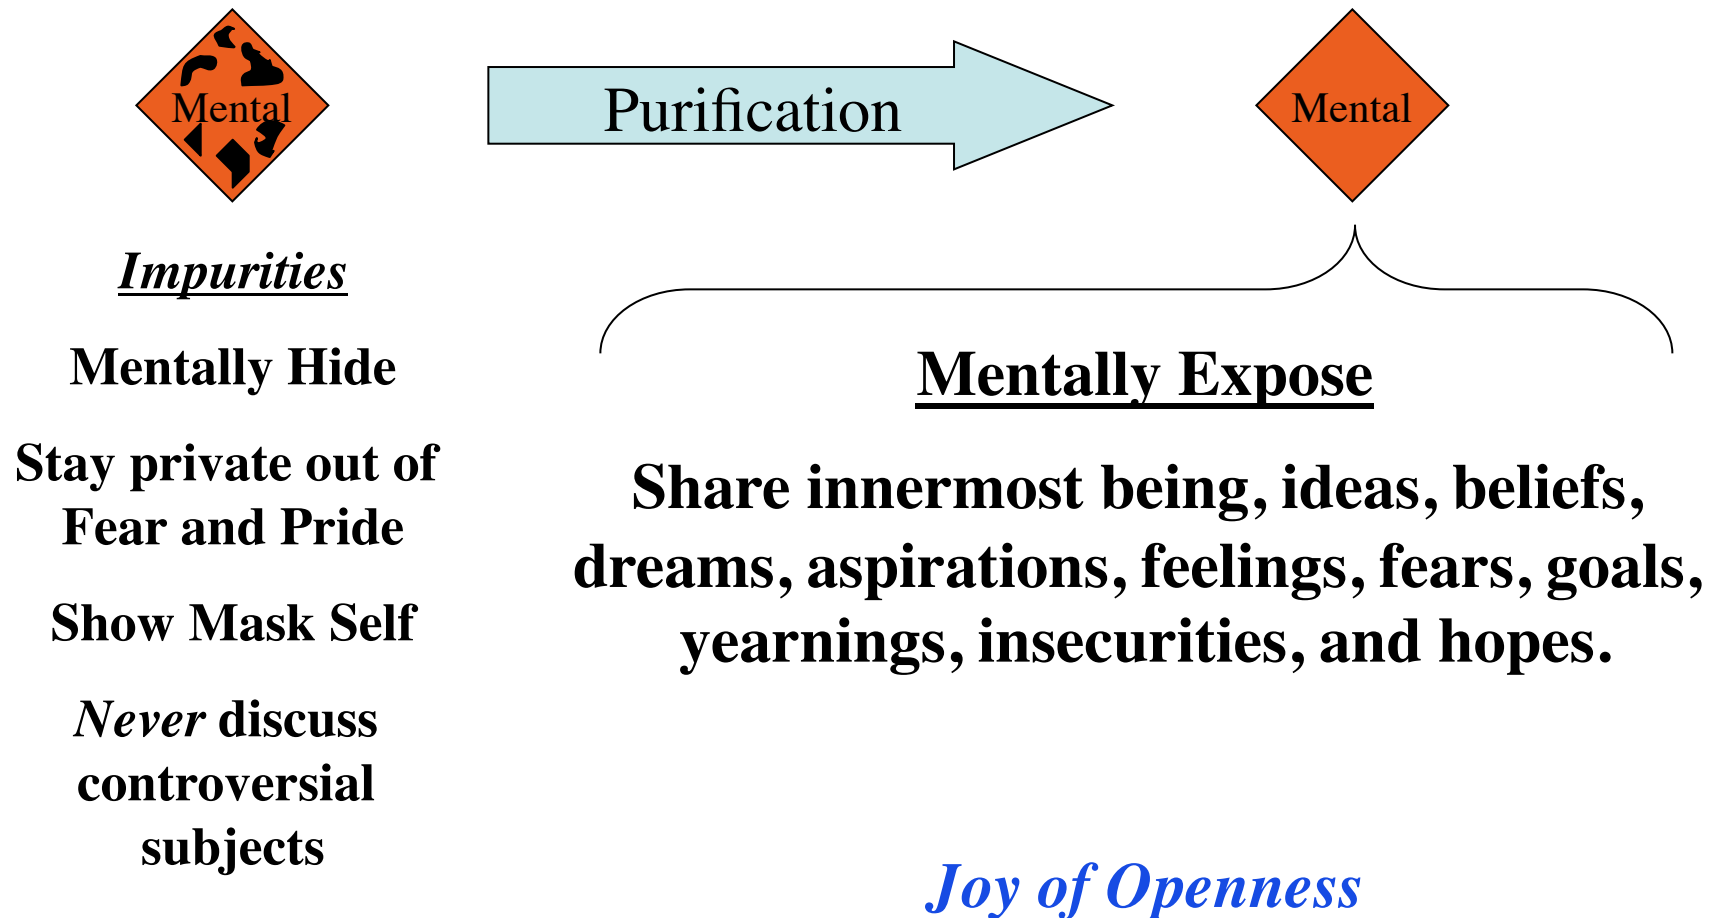 Mental
Purification
Mental
Impurities
Mentally Hide
Stay private out of
Fear and Pride
Show Mask Self
Never discuss
controversial
subjects
Mentally Expose
Share innermost being, ideas, beliefs,
dreams, aspirations, feelings, fears, goals,
yearnings, insecurities, and hopes.
Joy of Openness